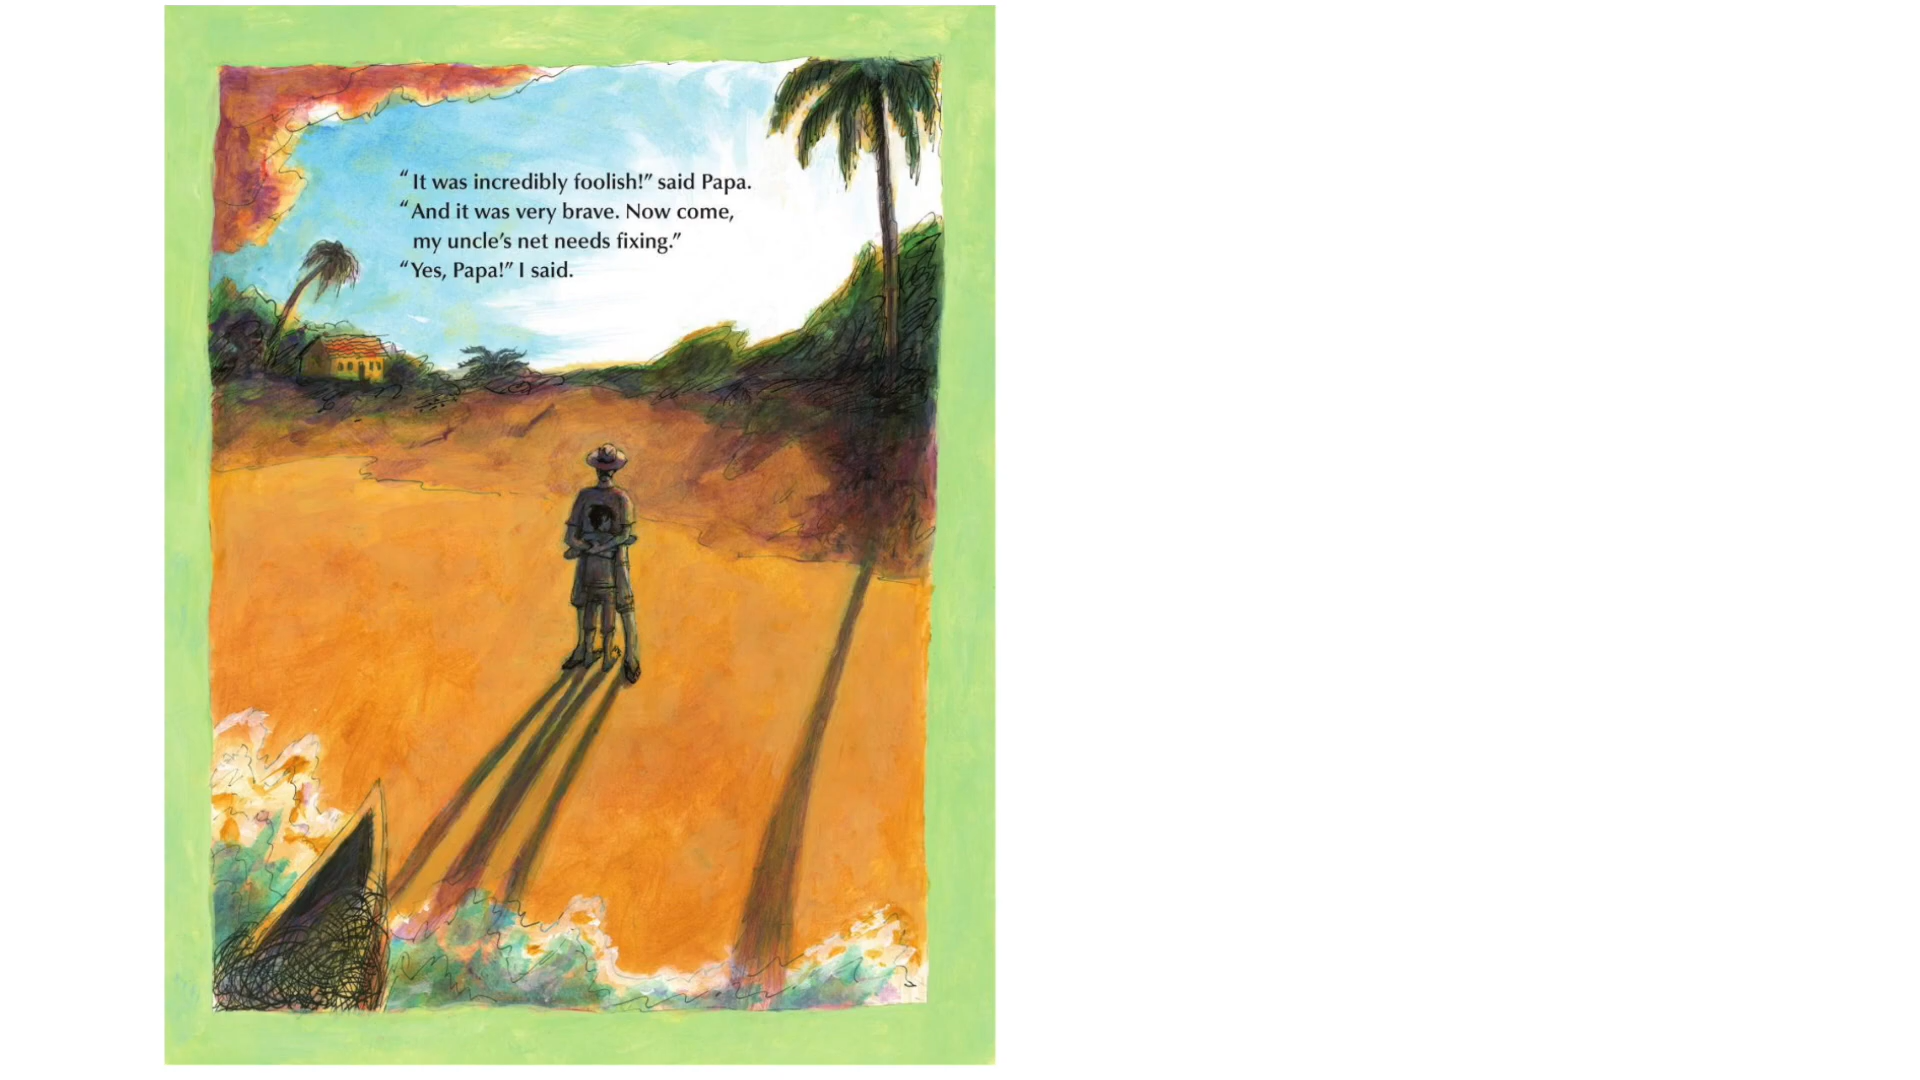 “It was incredibly foolish!” said Papa.
“And it was very brave. Now come,
my uncle’s net needs fixing.”
“Yes, Papa!” I said.